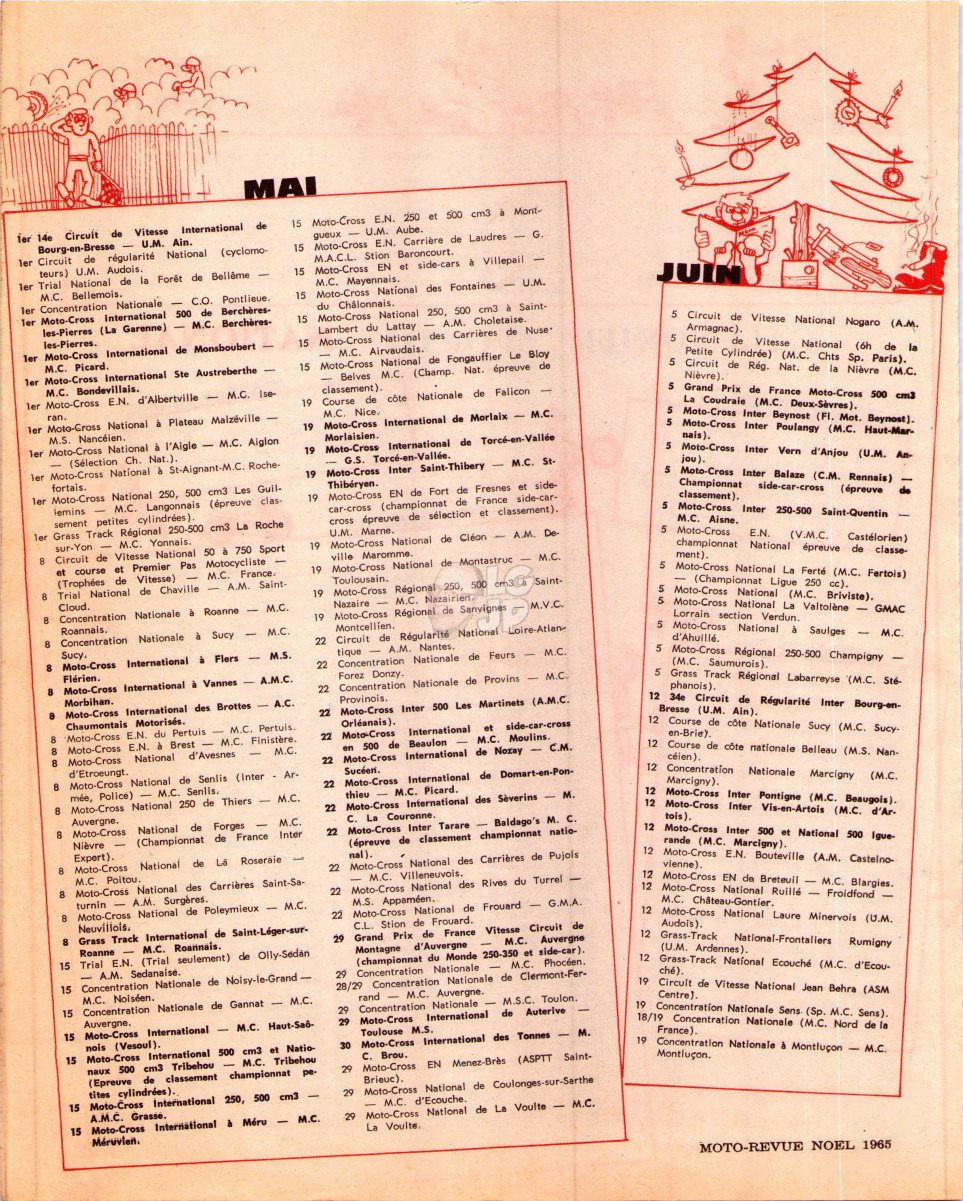 MAI
1er 14e Circuit de Vitesse International de
Bourg-en-Bresse — U.M. Ain.
1er Circuit de régularité National (cyclomo-
teurs) U.M. Audois.
1er Trial National de la Forêt de Bellême —
M.C. Bellemois.
1er Concentration Nationale — C.O. Pontlieue.
1er Moto-Cross International 500 de Berchères-
les-Pierres (La Garenne) — M.C. Berchères-
les-Pierres.
1er Moto-Cross International de Monsboubert —
M.C. Picard.
1er Moto-Cross International Ste Austreberthe —
M.C. Bondevillais.
1er Moto-Cross E.N. d'Albertville — M.C. Ise-
ran.
1er Moto-Cross National à Plateau Malzéville —
M.S. Nancéien.
1er Moto-Cross National à l'Aigle — M.C. Aiglon
— (Sélection Ch. Nat.).
1er Moto-Cross National à St-Aignant-M.C. Roche-
fortais.
1er Moto-Cross National 250, 500 cm3 Les Guil-
lemins — M.C. Langonnais (épreuve clas-
sement petites cylindrées).
1er Grass Track Régional 250-500 cm3 La Roche
sur-Yon — M.C. Yonnais.
8 Circuit de Vitesse National 50 à 750 Sport
et course et Premier Pas Motocycliste —
(Trophées de Vitesse) — M.C. France.
8 Trial National de Chaville — A.M. Saint-
Cloud.
8 Concentration Nationale à Roanne — M.C.
Roannais.
8 Concentration Nationale à Sucy — M.C.
Sucy.
8 Moto-Cross International à Flers — M.S.
Flérien.
8 Moto-Cross International à Vannes — A.M.C.
Morbihan.
8 Moto-Cross International des Brottes — A.C.
Chaumontais Motorisés.
8 Moto-Cross E.N. du Pertuis — M.C. Pertuis.
8 Moto-Cross E.N. à Brest — M.C. Finistère.
8 Moto-Cross National d'Avesnes — M.C.
d'Etroeungt.
8 Moto-Cross National de Senlis (Inter - Ar-
mée, Police) — M.C. Senlis.
8 Moto-Cross National 250 de Thiers — M.C.
Auvergne.
8 Moto-Cross National de Forges — M.C.
Nièvre — (Championnat de France Inter
Expert).
8 Moto-Cross National de La Roseraie —
M.C. Poitou.
8 Moto-Cross National des Carrières Saint-Sa-
turnin — A.M. Surgères.
8 Moto-Cross National de Poleymieux — M.C.
Neuvillois.
8 Grass Track International de Saint-Léger-sur-
Roanne — M.C. Roannais.
15 Trial E.N. (Trial seulement) de Olly-Sedan
— A.M. Sedanaise.
15 Concentration Nationale de Noisy-le-Grand —
M.C. Noiséen.
15 Concentration Nationale de Gannat — M.C.
Auvergne.
15 Moto-Cross International — M.C. Haut-Saô-
nois (Vesoul).
15 Moto-Cross International 500 cm3 et Natio-
naux 500 cm3 Tribehou — M.C. Tribehou
(Epreuve de classement championnat pe-
tites cylindrées).
15 Moto-Cross International 250, 500 cm3 —
A.M.C. Grasse.
15 Moto-Cross International à Méru — M.C.
Méruvien.
15 Moto-Cross E.N. 250 et 500 cm3 à Mont-
gueux — U.M. Aube.
15 Moto-Cross E.N. Carrière de Laudres — G.
M.A.C.L. Stion Baroncourt.
15 Moto-Cross EN et side-cars à Villepail —
M.C. Mayennais.
15 Moto-Cross National des Fontaines — U.M.
du Châlonnais.
15 Moto-Cross National 250, 500 cm3 à Saint-
Lambert du Lattay — A.M. Choletaise.
15 Moto-Cross National des Carrières de Nuse-
— M.C. Airvaudais.
15 Moto-Cross National de Fongauffier Le Bloy
— Belves M.C. (Champ. Nat. épreuve de
classement).
19 Course de côte Nationale de Falicon —
M.C. Nice.
19 Moto-Cross International de Morlaix — M.C.
Morlaisien.
19 Moto-Cross International de Torcé-en-Vallée
— G.S. Torcé-en-Vallée.
19 Moto-Cross Inter Saint-Thibery — M.C. St-
Thibéryen.
19 Moto-Cross EN de Fort de Fresnes et side-
car-cross (championnat de France side-car-
cross épreuve de sélection et classement).
U.M. Marne.
19 Moto-Cross National de Cléon — A.M. De-
ville Maromme.
19 Moto-Cross National de Montastruc — M.C.
Toulousain.
19 Moto-Cross Régional 250, 500 cm3 à Saint-
Nazaire — M.C. Nazairien.
19 Moto-Cross Régional de Sanvignes — M.V.C.
Montcellien.
22 Circuit de Régularité National Loire-Atlan-
tique — A.M. Nantes.
22 Concentration Nationale de Feurs — M.C.
Forez Donzy.
22 Concentration Nationale de Provins — M.C.
Provinois.
22 Moto-Cross Inter 500 Les Martinets (A.M.C.
Orléanais).
22 Moto-Cross International et side-car-cross
en 500 de Beaulon — M.C. Moulins.
22 Moto-Cross International de Nozay — C.M.
Sucéen.
22 Moto-Cross International de Domart-en-Pon-
thieu — M.C. Picard.
22 Moto-Cross International des Sèverins — M.
C. La Couronne.
22 Moto-Cross Inter Tarare — Baldago's M. C.
(épreuve de classement championnat natio-
nal).
22 Moto-Cross National des Carrières de Pujols
— M.C. Villeneuvois.
22 Moto-Cross National des Rives du Turrel —
M.S. Appaméen.
22 Moto-Cross National de Frouard — G.M.A.
C.L. Stion de Frouard.
29 Grand Prix de France Vitesse Circuit de
Montagne d'Auvergne — M.C. Auvergne
(championnat du Monde 250-350 et side-car).
29 Concentration Nationale — M.C. Phocéen.
28/29 Concentration Nationale de Clermont-Fer-
rand — M.C. Auvergne.
29 Concentration Nationale — M.S.C. Toulon.
29 Moto-Cross International de Auterive —
Toulouse M.S.
30 Moto-Cross International des Tonnes — M.
C. Brou.
29 Moto-Cross EN Menez-Brès (ASPTT Saint-
Brieuc).
29 Moto-Cross National de Coulonges-sur-Sarthe
— M.C. d'Ecouche.
29 Moto-Cross National de La Voulte — M.C.
La Voulte.
JUIN
5 Circuit de Vitesse National Nogaro (A.M.
Armagnac).
5 Circuit de Vitesse National (6h de la
Petite Cylindrée) (M.C. Chts Sp. Paris).
5 Circuit de Rég. Nat. de la Nièvre (M.C.
Nièvre).
5 Grand Prix de France Moto-Cross 500 cm3
La Coudraie (M.C. Deux-Sèvres).
5 Moto-Cross Inter Beynost (Fl. Mot. Beynost).
5 Moto-Cross Inter Poulangy (M.C. Haut-Mar-
nais).
5 Moto-Cross Inter Vern d'Anjou (U.M. An-
jou).
5 Moto-Cross Inter Balaze (C.M. Rennais) —
Championnat side-car-cross (épreuve de
classement).
5 Moto-Cross Inter 250-500 Saint-Quentin —
M.C. Aisne.
5 Moto-Cross E.N. (V.M.C. Castélorien)
championnat National épreuve de classe-
ment).
5 Moto-Cross National La Ferté (M.C. Fertois)
— (Championnat Ligue 250 cc).
5 Moto-Cross National (M.C. Briviste).
5 Moto-Cross National La Valtolène — GMAC
Lorrain section Verdun.
5 Moto-Cross National à Saulges — M.C.
d'Ahuillé.
5 Moto-Cross Régional 250-500 Champigny —
(M.C. Saumurois).
5 Grass Track Régional Labarreyse (M.C. Sté-
phanois).
12 34e Circuit de Régularité Inter Bourg-en-
Bresse (U.M. Ain).
12 Course de côte Nationale Sucy (M.C. Sucy-
en-Brie).
12 Course de côte nationale Belleau (M.S. Nan-
céien).
12 Concentration Nationale Marcigny (M.C.
Marcigny).
12 Moto-Cross Inter Pontigne (M.C. Beaugois).
12 Moto-Cross Inter Vis-en-Artois (M.C. d'Ar-
tois).
12 Moto-Cross Inter 500 et National 500 Igue-
rande (M.C. Marcigny).
12 Moto-Cross E.N. Bouteville (A.M. Castelno-
vienne).
12 Moto-Cross EN de Breteuil — M.C. Blargies.
12 Moto-Cross National Ruillé — Froidfond —
M.C. Château-Gontier.
12 Moto-Cross National Laure Minervois (U.M.
Audois).
12 Grass-Track National-Frontaliers Rumigny
(U.M. Ardennes).
12 Grass-Track National Ecouché (M.C. d'Ecou-
ché).
19 Circuit de Vitesse National Jean Behra (ASM
Centre).
19 Concentration Nationale Sens (Sp. M.C. Sens).
18/19 Concentration Nationale (M.C. Nord de la
France).
19 Concentration Nationale à Montluçon — M.C.
Montluçon.
MOTO-REVUE NOEL 1965